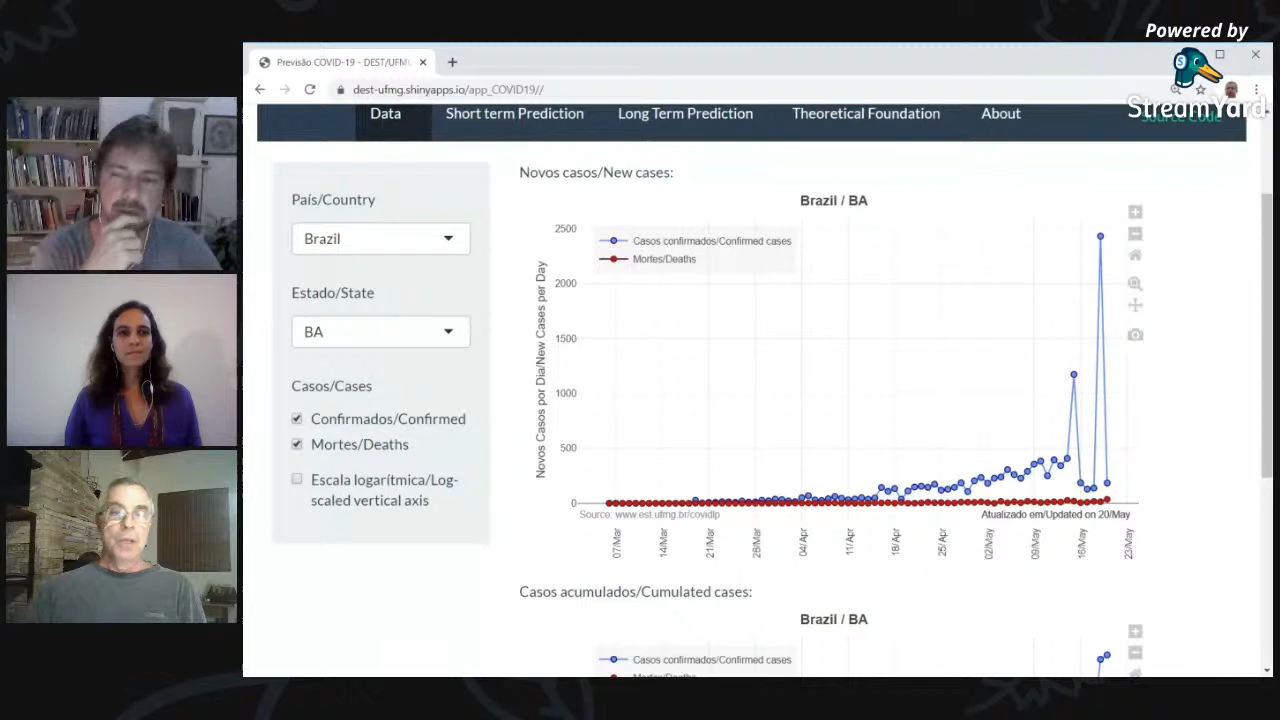 Powered by
StreamYard
Previsão COVID-19 - DEST/UFM
dest-ufmg.shinyapps.io/app_COVID19//
Data
Short term Prediction
Long Term Prediction
Theoretical Foundation
About
Source Code
País/Country
Brazil
Estado/State
BA
Casos/Cases
Confirmados/Confirmed
Mortes/Deaths
Escala logarítmica/Log-
scaled vertical axis
Novos casos/New cases:
Brazil / BA
Casos confirmados/Confirmed cases
Mortes/Deaths
Novos Casos por Dia/New Cases per Day
2500
2000
1500
1000
500
0
Source: www.est.ufmg.br/covidlp
Atualizado em/Updated on 20/May
07/Mar
14/Mar
21/Mar
28/Mar
04/Apr
11/Apr
18/Apr
25/Apr
02/May
09/May
16/May
23/May
Casos acumulados/Cumulated cases:
Brazil / BA
Casos confirmados/Confirmed cases
Mortes/Deaths